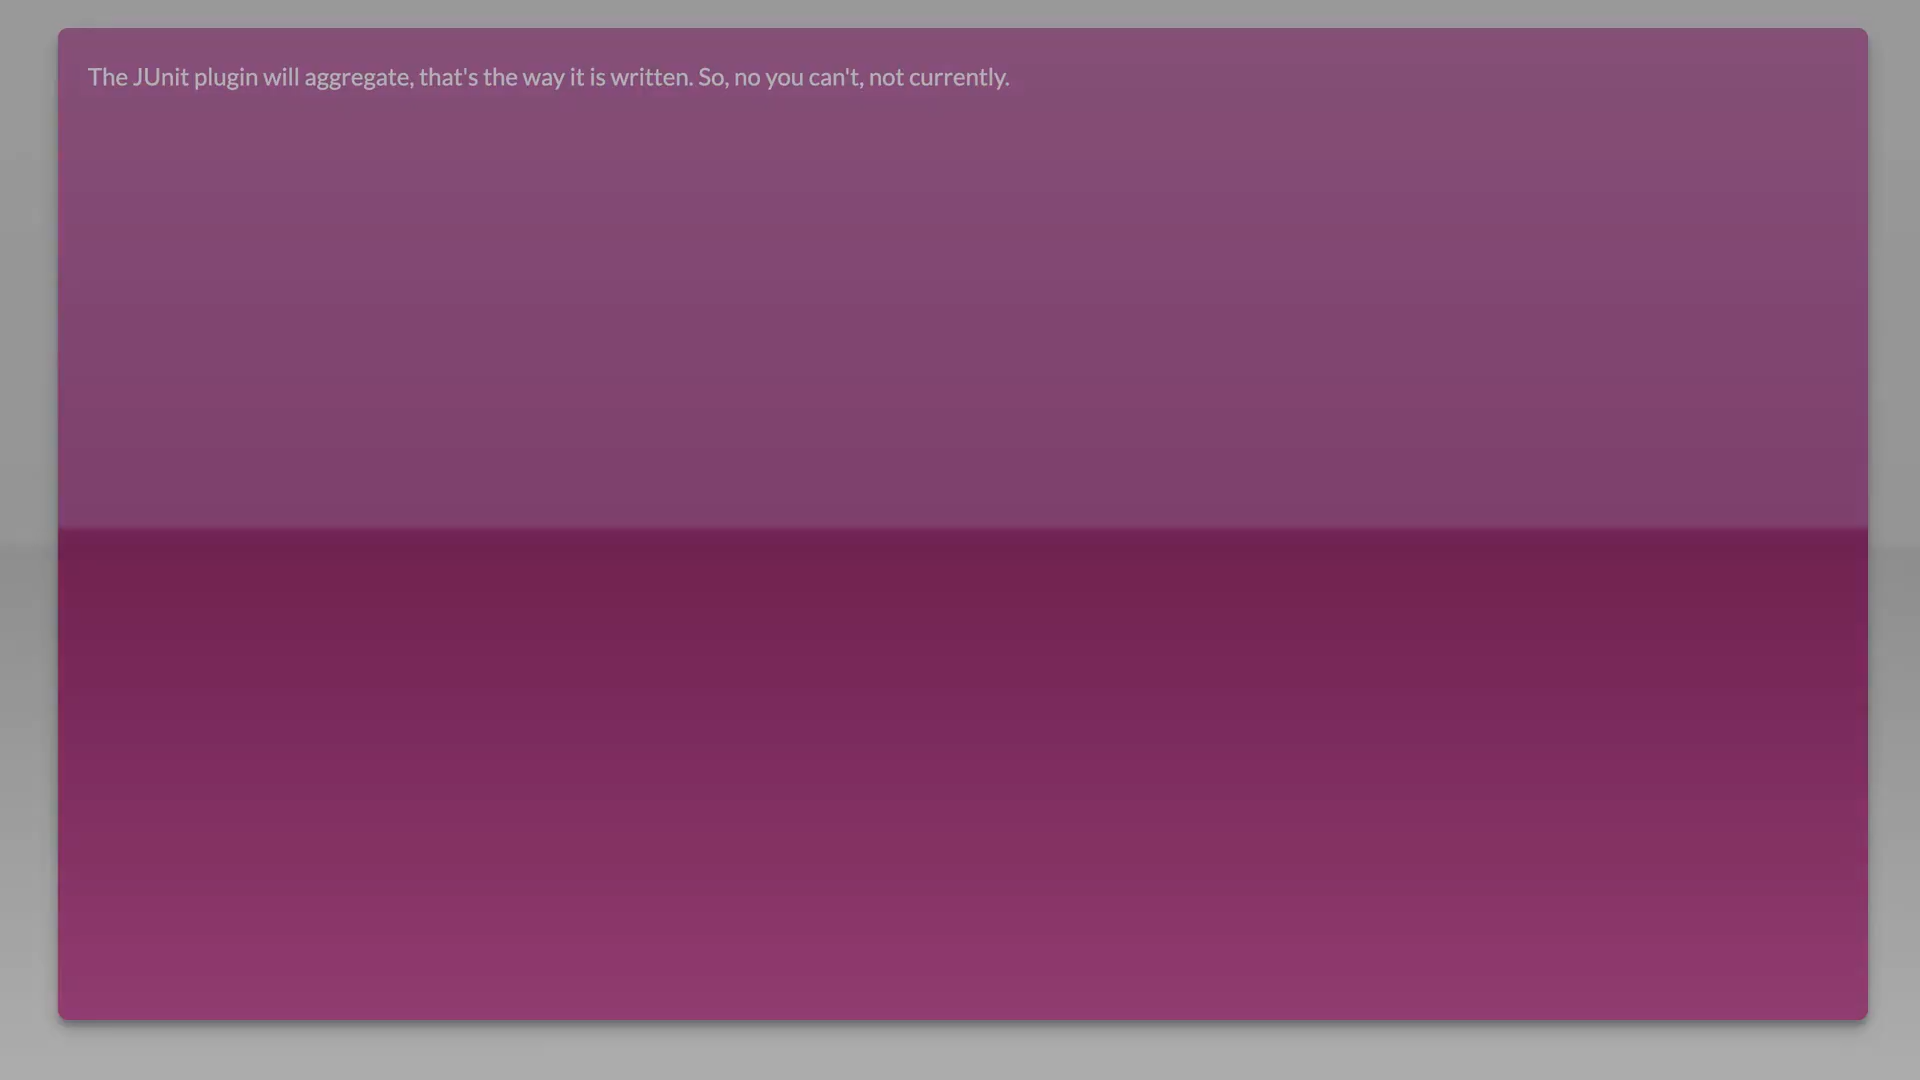 The JUnit plugin will aggregate, that's the way it is written. So, no you can't, not currently.